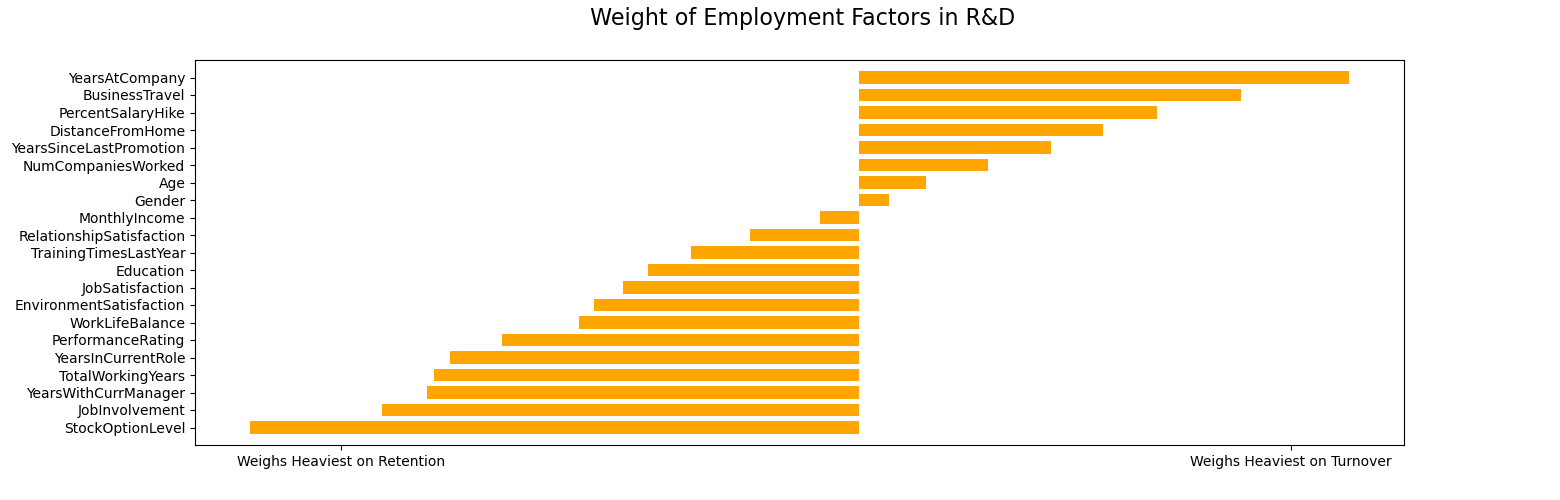 Weight of Employment Factors in R&D
YearsAtCompany
BusinessTravel
PercentSalaryHike
DistanceFromHome
YearsSinceLastPromotion
NumCompaniesWorked
Age
Gender
MonthlyIncome
RelationshipSatisfaction
TrainingTimesLastYear
Education
JobSatisfaction
EnvironmentSatisfaction
WorkLifeBalance
PerformanceRating
YearsInCurrentRole
TotalWorkingYears
YearsWithCurrManager
JobInvolvement
StockOptionLevel
Weighs Heaviest on Retention
Weighs Heaviest on Turnover